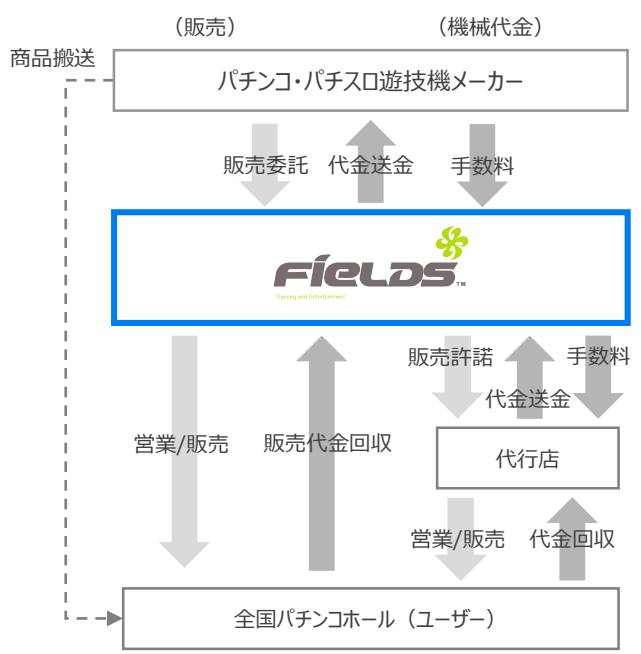 （販売）
（機械代金）
商品搬送
パチンコ・パチスロ遊技機メーカー
販売委託
代金送金
手数料
FIELDS™
Gaming and Entertainment
販売許諾
手数料
代金送金
営業/販売
販売代金回収
代行店
営業/販売
代金回収
全国パチンコホール（ユーザー）